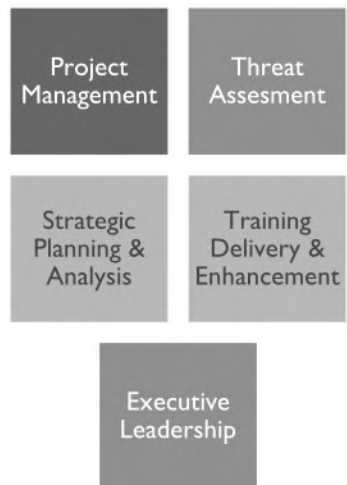 Project
Management
Threat
Assesment
Strategic
Planning &
Analysis
Training
Delivery &
Enhancement
Executive
Leadership